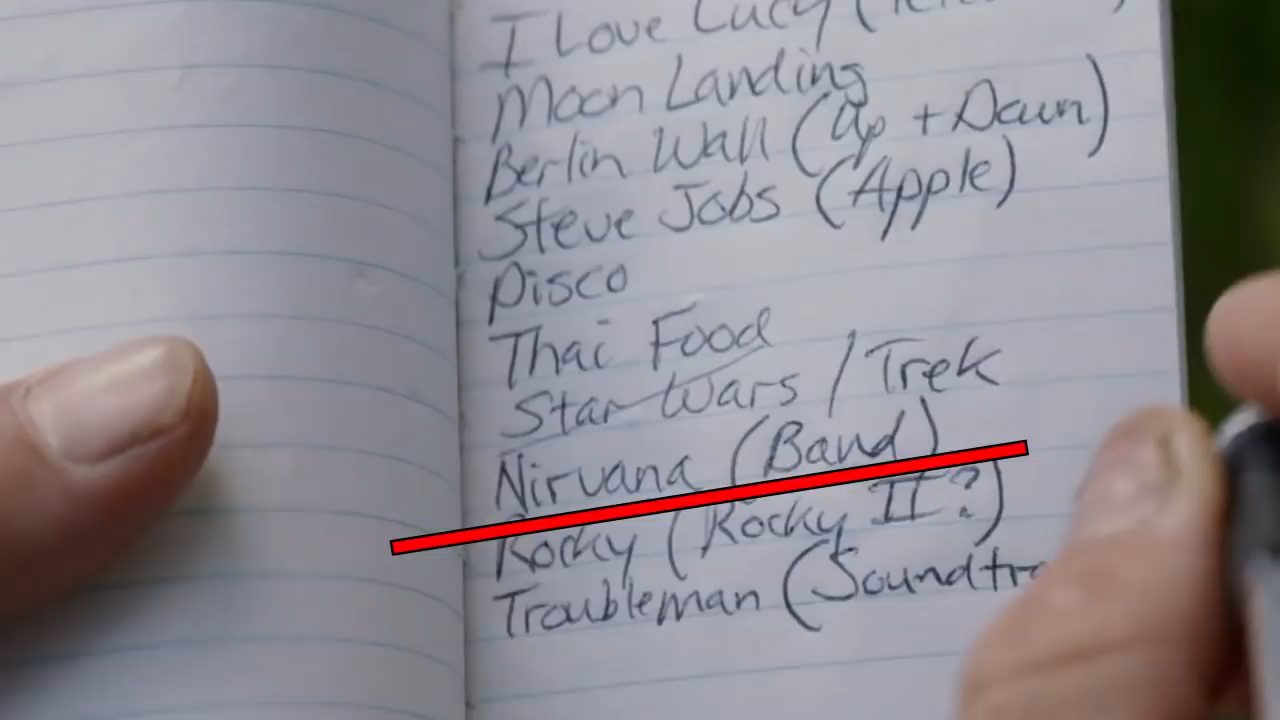 I Love Lucy
Moon Landing
Berlin Wall (Up + Down)
Steve Jobs (Apple)
Disco
Thai Food
Star Wars / Trek
Nirvana (Band)
Rocky (Rocky II?)
Troubleman (Soundtra